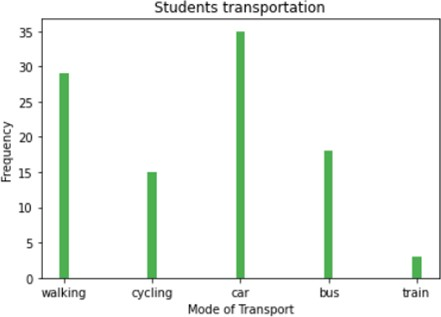 Students transportation
35
30
25
20
15
10
5
0
Frequency
walking cycling car bus train
Mode of Transport